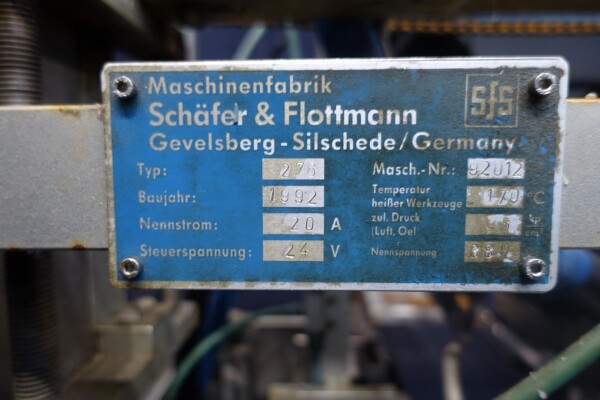 Maschinenfabrik
Schäfer & Flottmann
Gevelsberg - Silschede / Germany
sfs
Typ: 276
Masch.-Nr.: 92012
Baujahr: 1992
Temperatur
heißer Werkzeuge 170 °C
Nennstrom: 20 A
zul. Druck
(Luft, Oel)
Steuerspannung: 24 V
Nennspannung